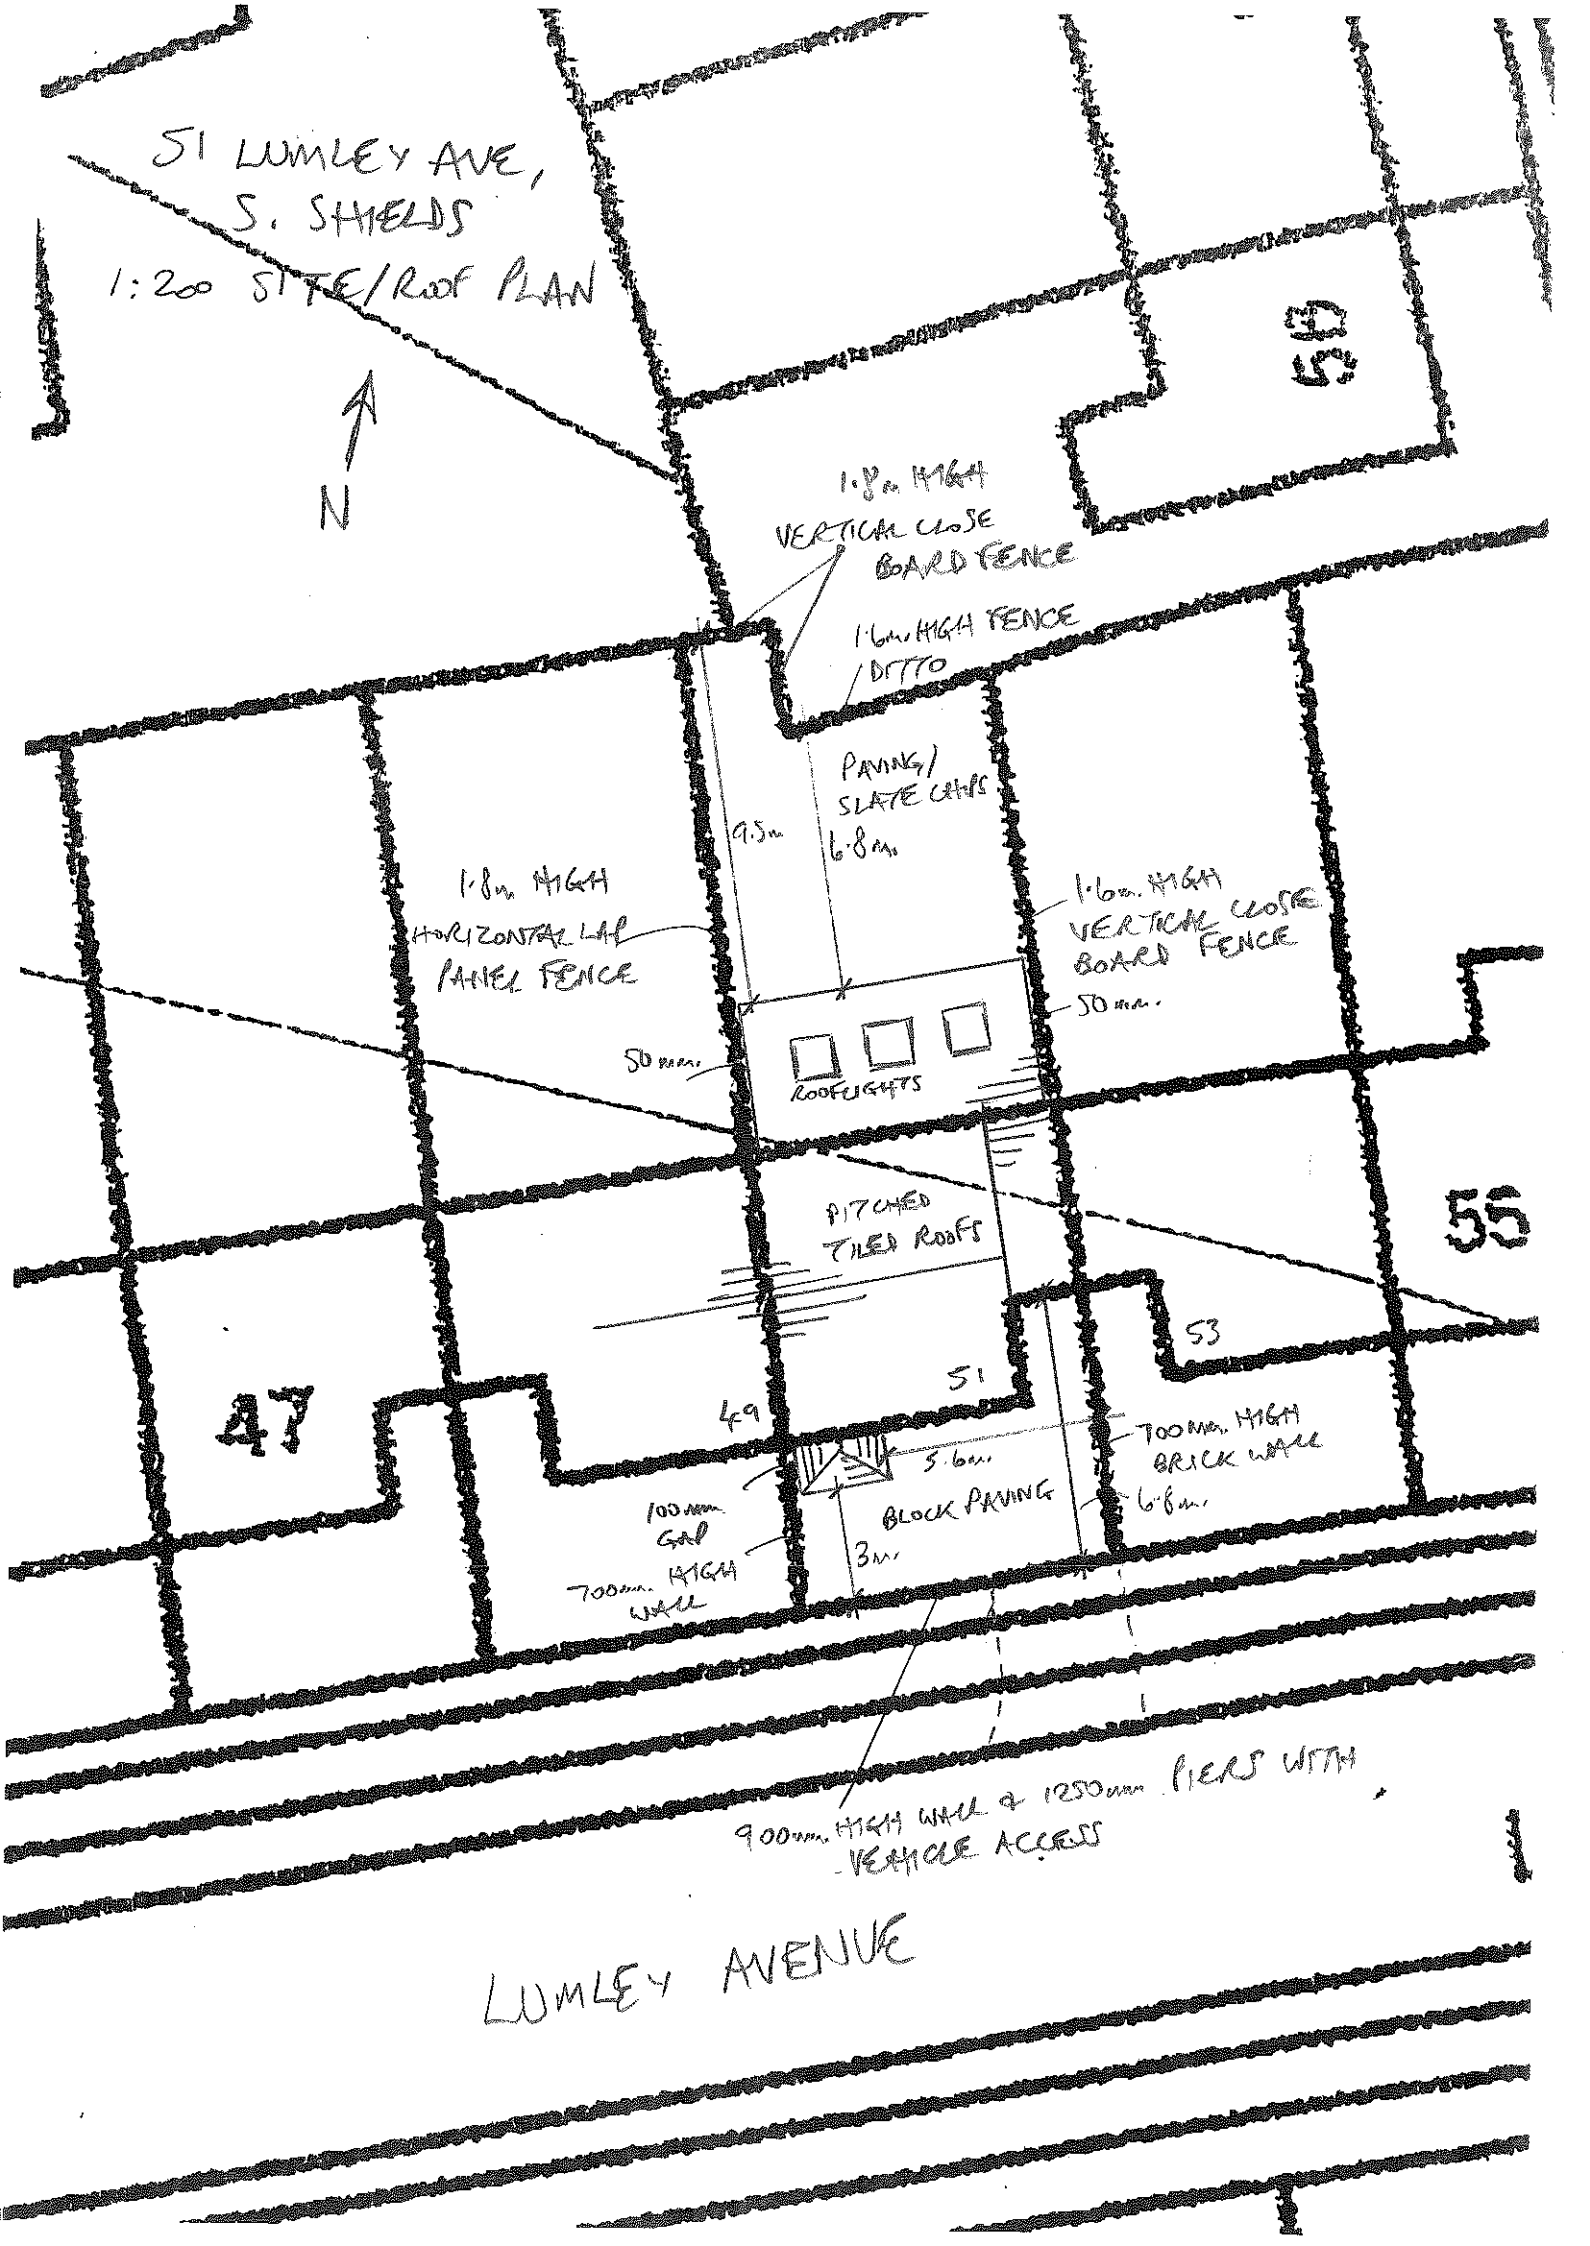 51 LUMLEY AVE,
S. SHIELDS
1:200 SITE/ROOF PLAN
N
50
1.8m HIGH
VERTICAL CLOSE
BOARD FENCE
1.6m. HIGH FENCE
DITTO
PAVING/
SLATE CHIPS
9.5m
6.8m.
1.8m HIGH
HORIZONTAL LAP
PANEL FENCE
1.6m. HIGH
VERTICAL CLOSE
BOARD FENCE
50mm.
50mm.
ROOFLIGHTS
PITCHED
TILED ROOFS
55
53
51
49
47
700mm. HIGH
BRICK WALL
5.6m.
BLOCK PAVING
6.8m.
100mm
GAP
3m.
700mm. HIGH
WALL
900mm. HIGH WALL & 1250mm PIERS WITH
VEHICLE ACCESS
LUMLEY AVENUE